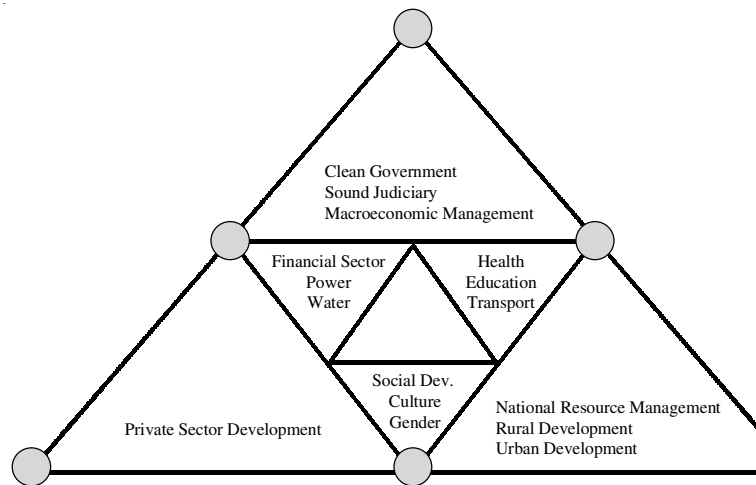 Clean Government
Sound Judiciary
Macroeconomic Management
Financial Sector
Power
Water
Health
Education
Transport
Social Dev.
Culture
Gender
Private Sector Development
National Resource Management
Rural Development
Urban Development